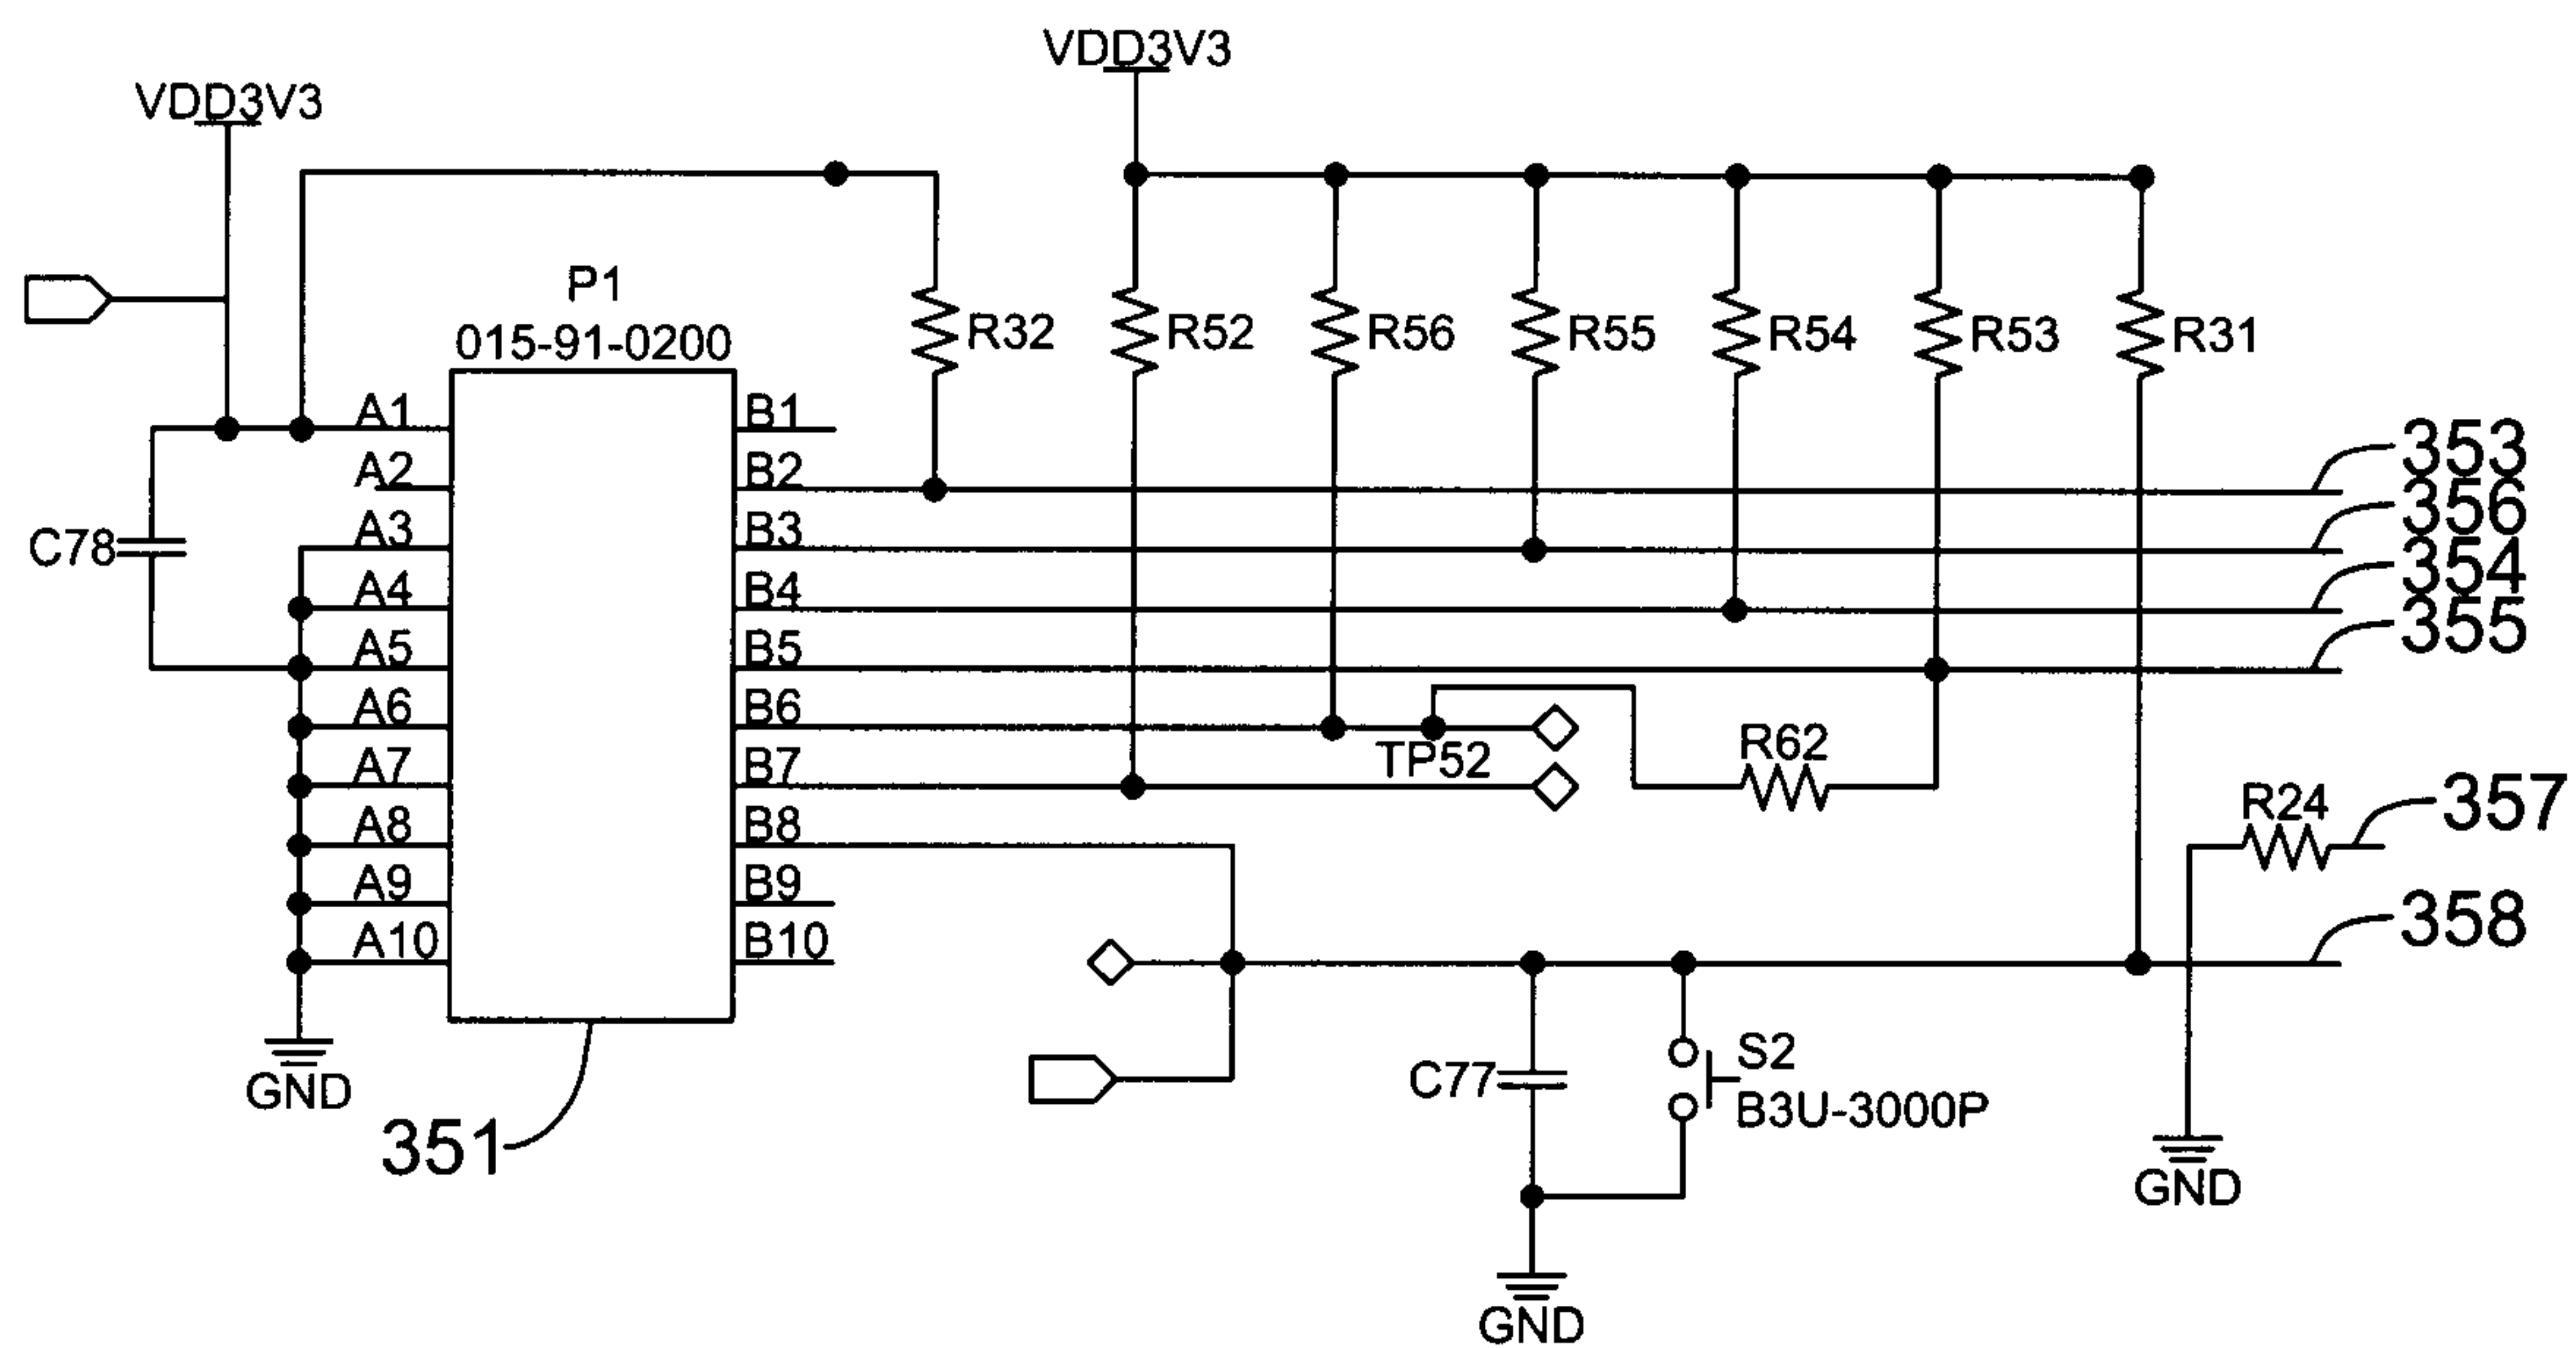 VDD3V3
VDD3V3
P1
015-91-0200
R32
R52
R56
R55
R54
R53
R31
A1
B1
A2
B2
353
A3
B3
356
C78
A4
B4
354
A5
B5
355
A6
B6
A7
B7
TP52
R62
A8
B8
R24
357
A9
B9
A10
B10
358
GND
351
C77
S2
B3U-3000P
GND
GND